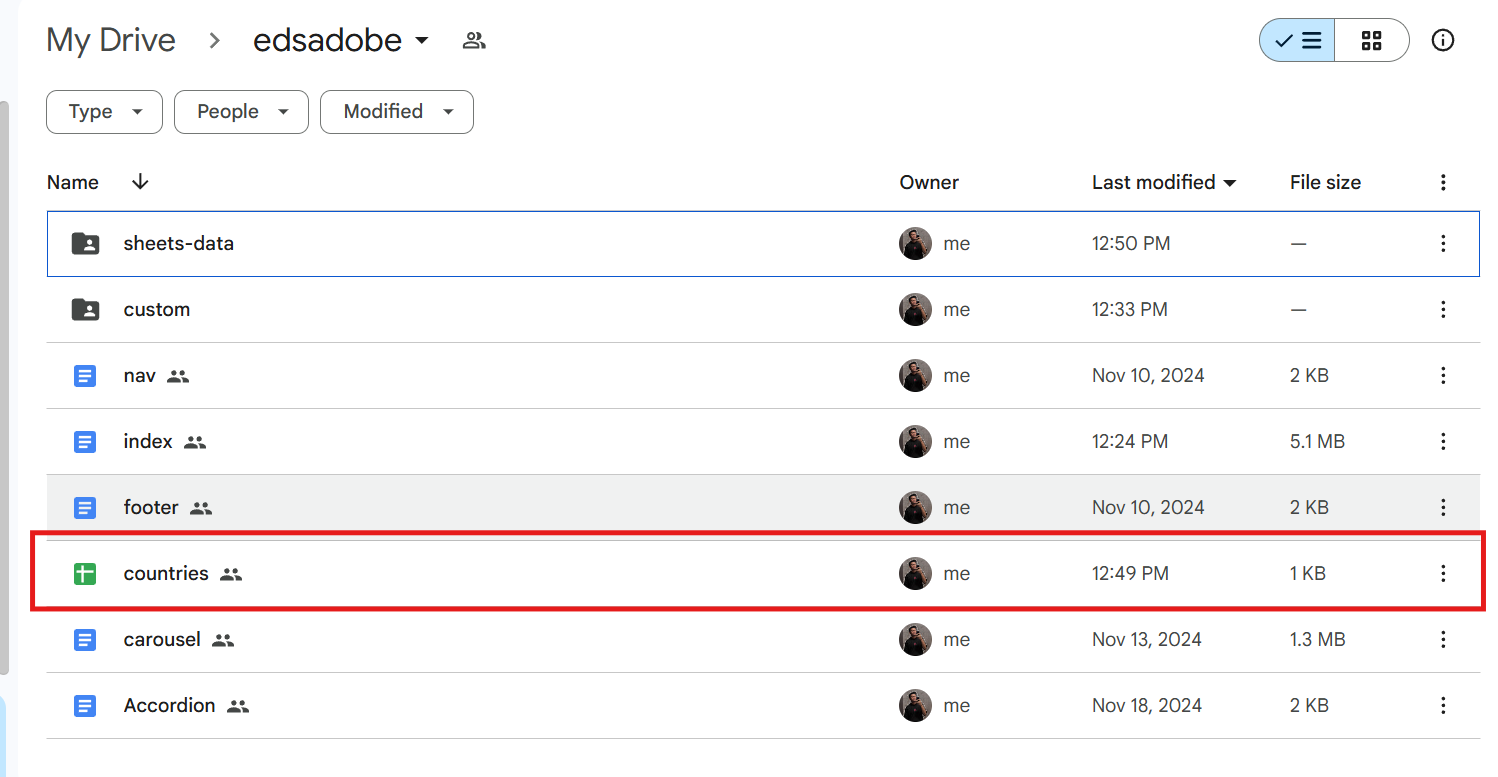 My Drive > edsadobe
Type People Modified
Name Owner Last modified File size
sheets-data me 12:50 PM —
custom me 12:33 PM —
nav me Nov 10, 2024 2 KB
index me 12:24 PM 5.1 MB
footer me Nov 10, 2024 2 KB
countries me 12:49 PM 1 KB
carousel me Nov 13, 2024 1.3 MB
Accordion me Nov 18, 2024 2 KB